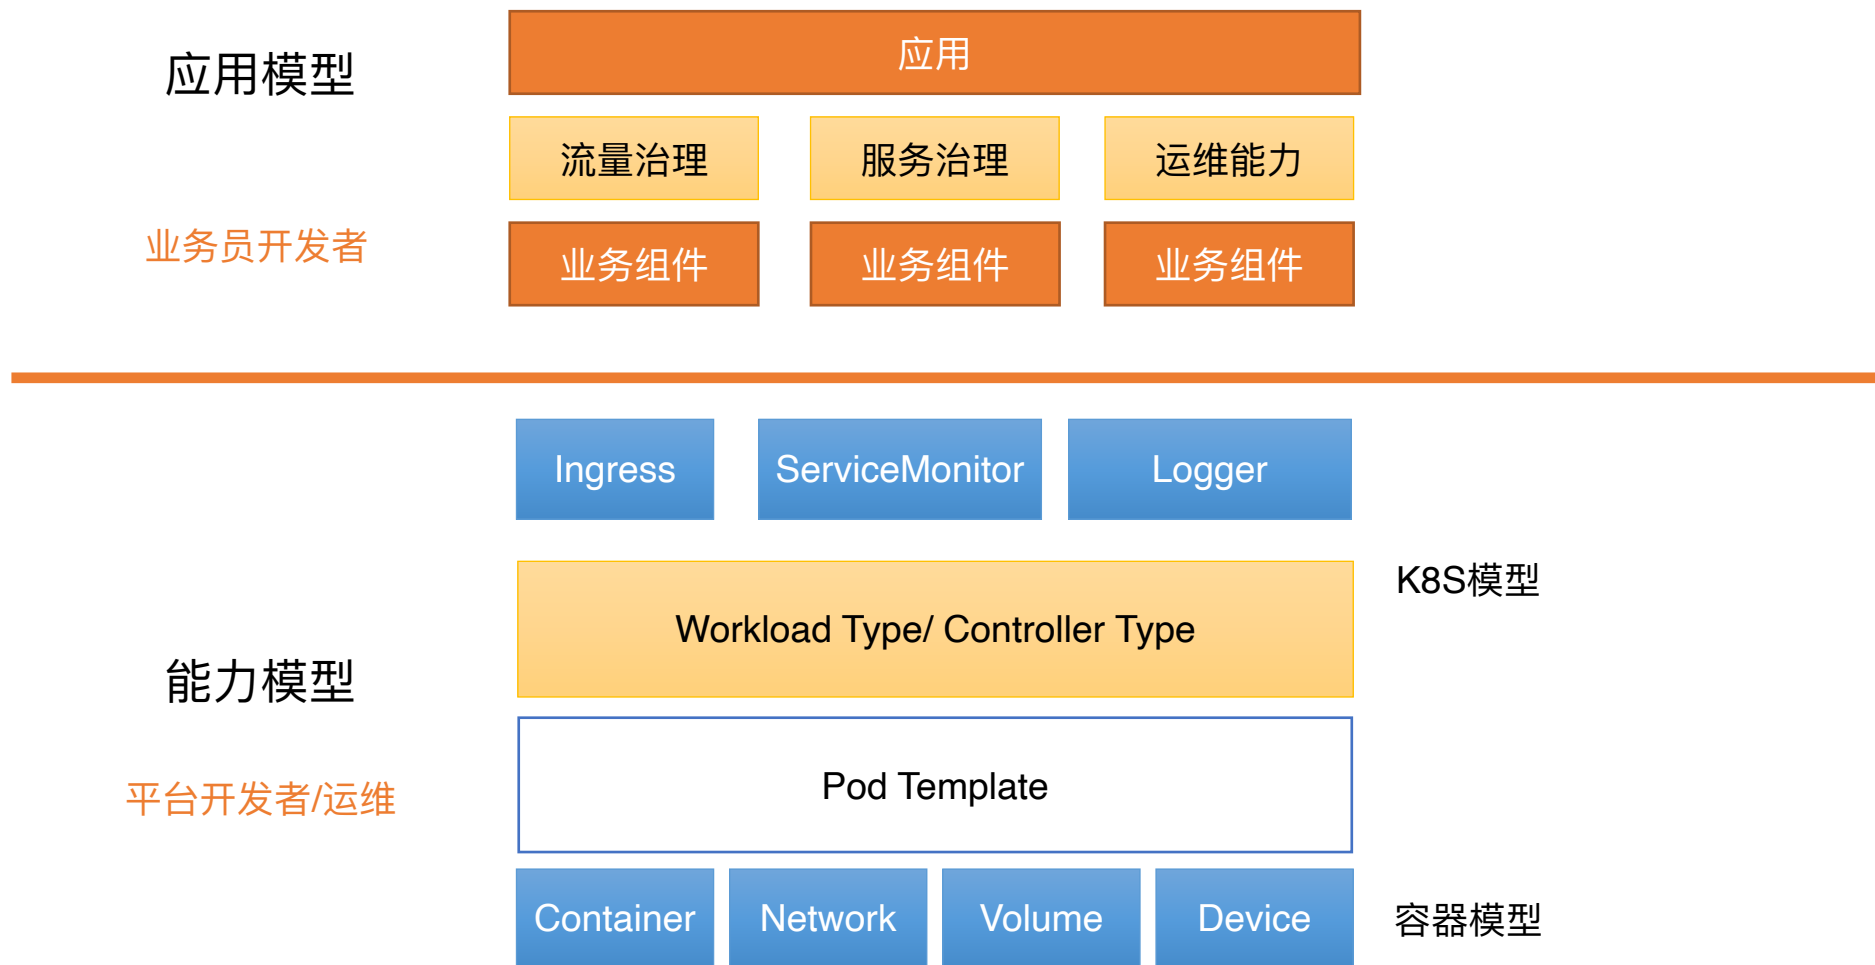 应用模型
应用
流量治理
服务治理
运维能力
业务员开发者
业务组件
业务组件
业务组件
Ingress
ServiceMonitor
Logger
K8S模型
Workload Type/ Controller Type
能力模型
Pod Template
平台开发者/运维
Container
Network
Volume
Device
容器模型